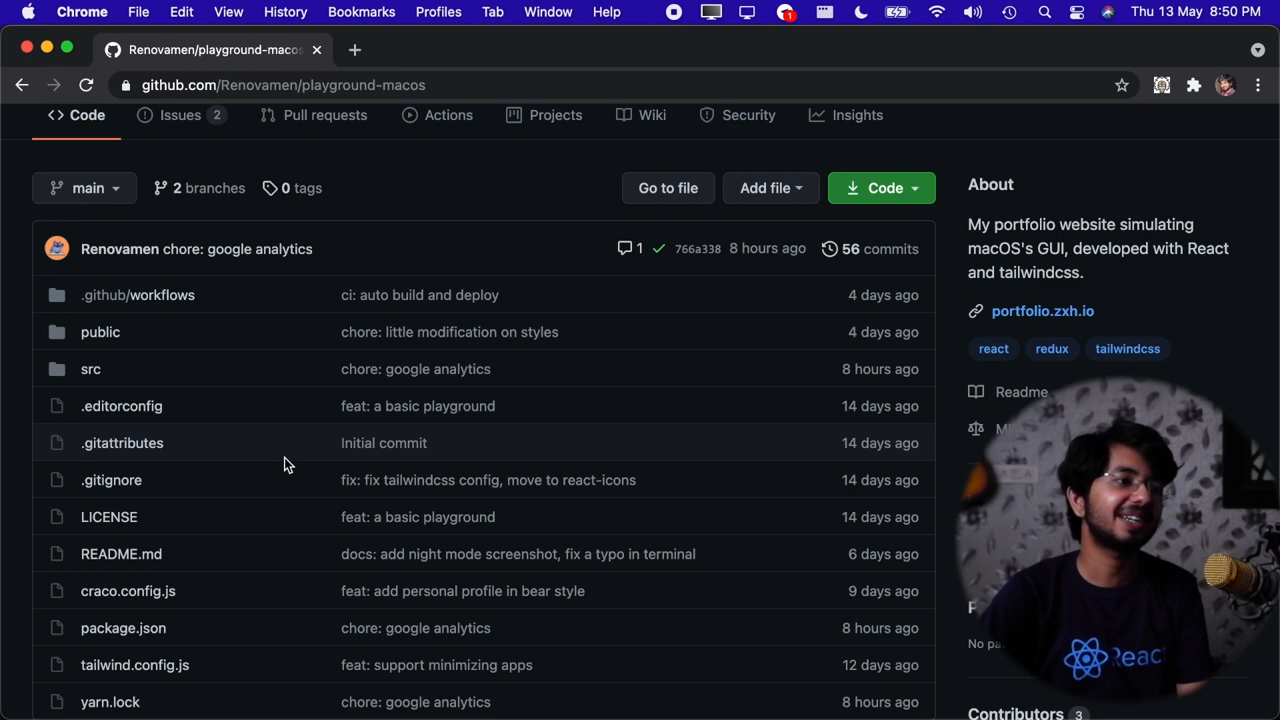 Chrome File Edit View History Bookmarks Profiles Tab Window Help 1 Thu 13 May 8:50 PM
Renovamen/playground-macos
github.com/Renovamen/playground-macos
<> Code Issues 2 Pull requests Actions Projects Wiki Security Insights
main 2 branches 0 tags Go to file Add file Code
About
My portfolio website simulating
macOS's GUI, developed with React
and tailwindcss.
portfolio.zxh.io
react redux tailwindcss
Readme
Renovamen chore: google analytics 1 766a338 8 hours ago 56 commits
.github/workflows ci: auto build and deploy 4 days ago
public chore: little modification on styles 4 days ago
src chore: google analytics 8 hours ago
.editorconfig feat: a basic playground 14 days ago
.gitattributes Initial commit 14 days ago
.gitignore fix: fix tailwindcss config, move to react-icons 14 days ago
LICENSE feat: a basic playground 14 days ago
README.md docs: add night mode screenshot, fix a typo in terminal 6 days ago
craco.config.js feat: add personal profile in bear style 9 days ago
package.json chore: google analytics 8 hours ago
tailwind.config.js feat: support minimizing apps 12 days ago
yarn.lock chore: google analytics 8 hours ago
No
Contributors 3
React